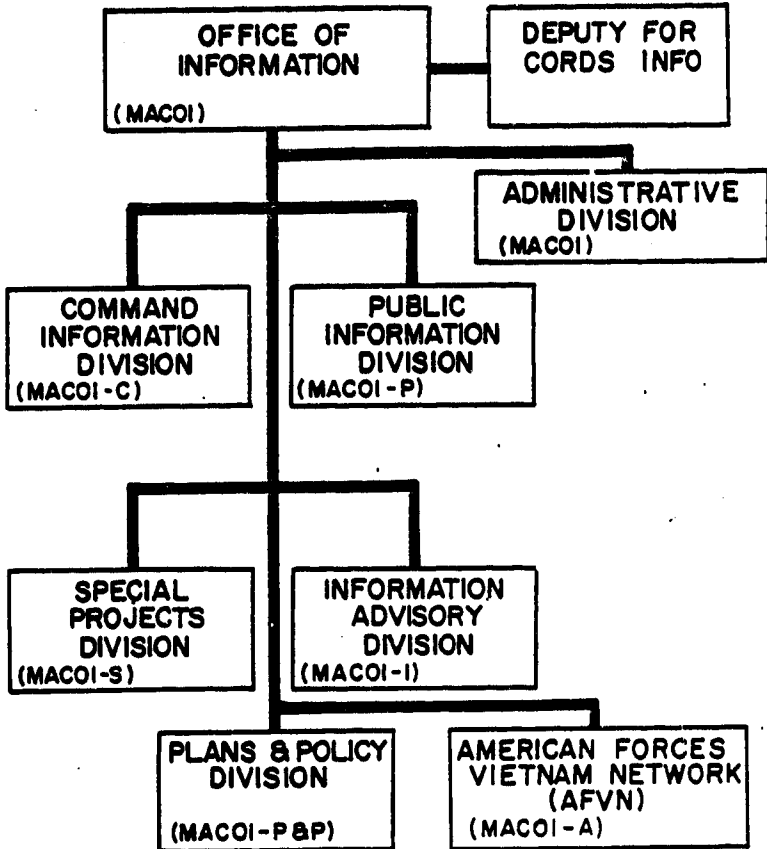 OFFICE OF
INFORMATION
(MACOI)
DEPUTY FOR
CORDS INFO
ADMINISTRATIVE
DIVISION
(MACOI)
COMMAND
INFORMATION
DIVISION
(MACOI-C)
PUBLIC
INFORMATION
DIVISION
(MACOI-P)
SPECIAL
PROJECTS
DIVISION
(MACOI-S)
INFORMATION
ADVISORY
DIVISION
(MACOI-I)
PLANS & POLICY
DIVISION
(MACOI-P&P)
AMERICAN FORCES
VIETNAM NETWORK
(AFVN)
(MACOI-A)